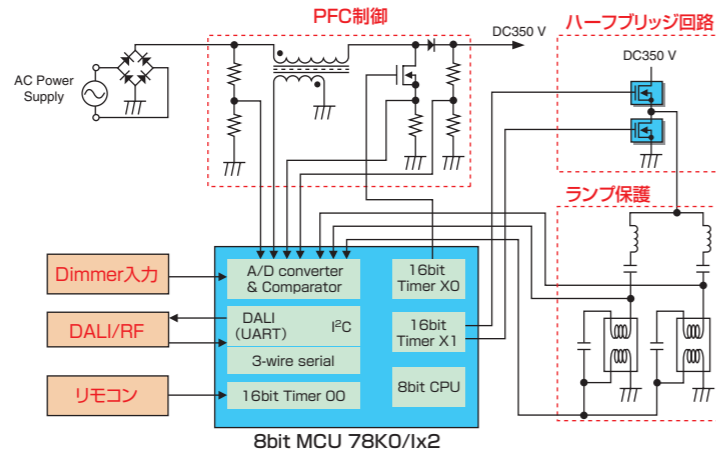 PFC制御
DC350 V
ハーフブリッジ回路
DC350 V
AC Power
Supply
ランプ保護
Dimmer入力
A/D converter
& Comparator
16bit
Timer X0
DALI/RF
DALI
(UART)
I²C
16bit
Timer X1
3-wire serial
リモコン
16bit Timer 00
8bit CPU
8bit MCU 78K0/Ix2